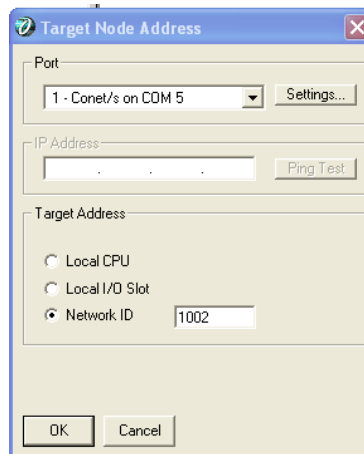 Target Node Address
Port
1 - Conet/s on COM 5
Settings...
IP Address
. . .
Ping Test
Target Address
Local CPU
Local I/O Slot
Network ID 1002
OK Cancel